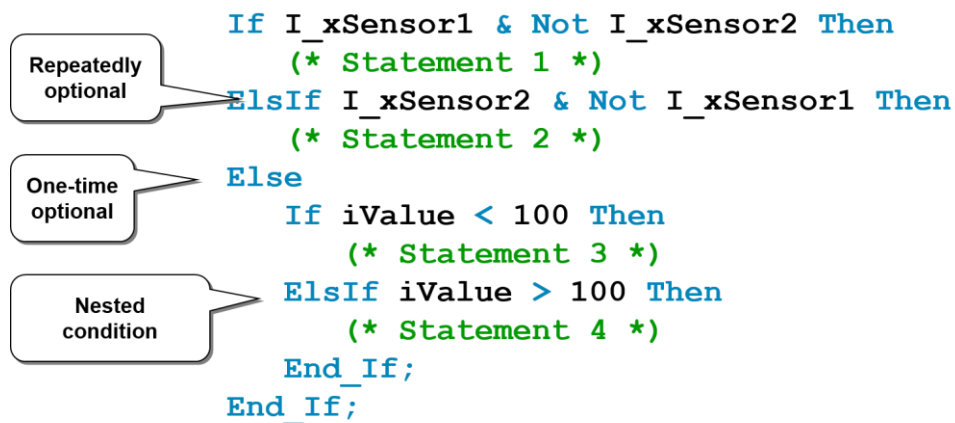 If I_xSensor1 & Not I_xSensor2 Then
(* Statement 1 *)
Repeatedly
optional
ElsIf I_xSensor2 & Not I_xSensor1 Then
(* Statement 2 *)
One-time
optional
Else
If iValue < 100 Then
(* Statement 3 *)
Nested
condition
ElsIf iValue > 100 Then
(* Statement 4 *)
End_If;
End_If;